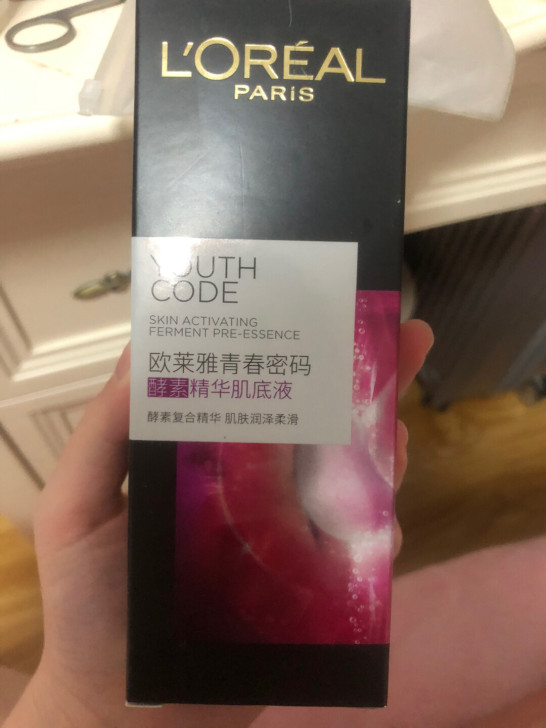 L'ORÉAL
PARIS
YOUTH
CODE
SKIN ACTIVATING
FERMENT PRE-ESSENCE
欧莱雅青春密码
酵素精华肌底液
酵素复合精华 肌肤润泽柔滑